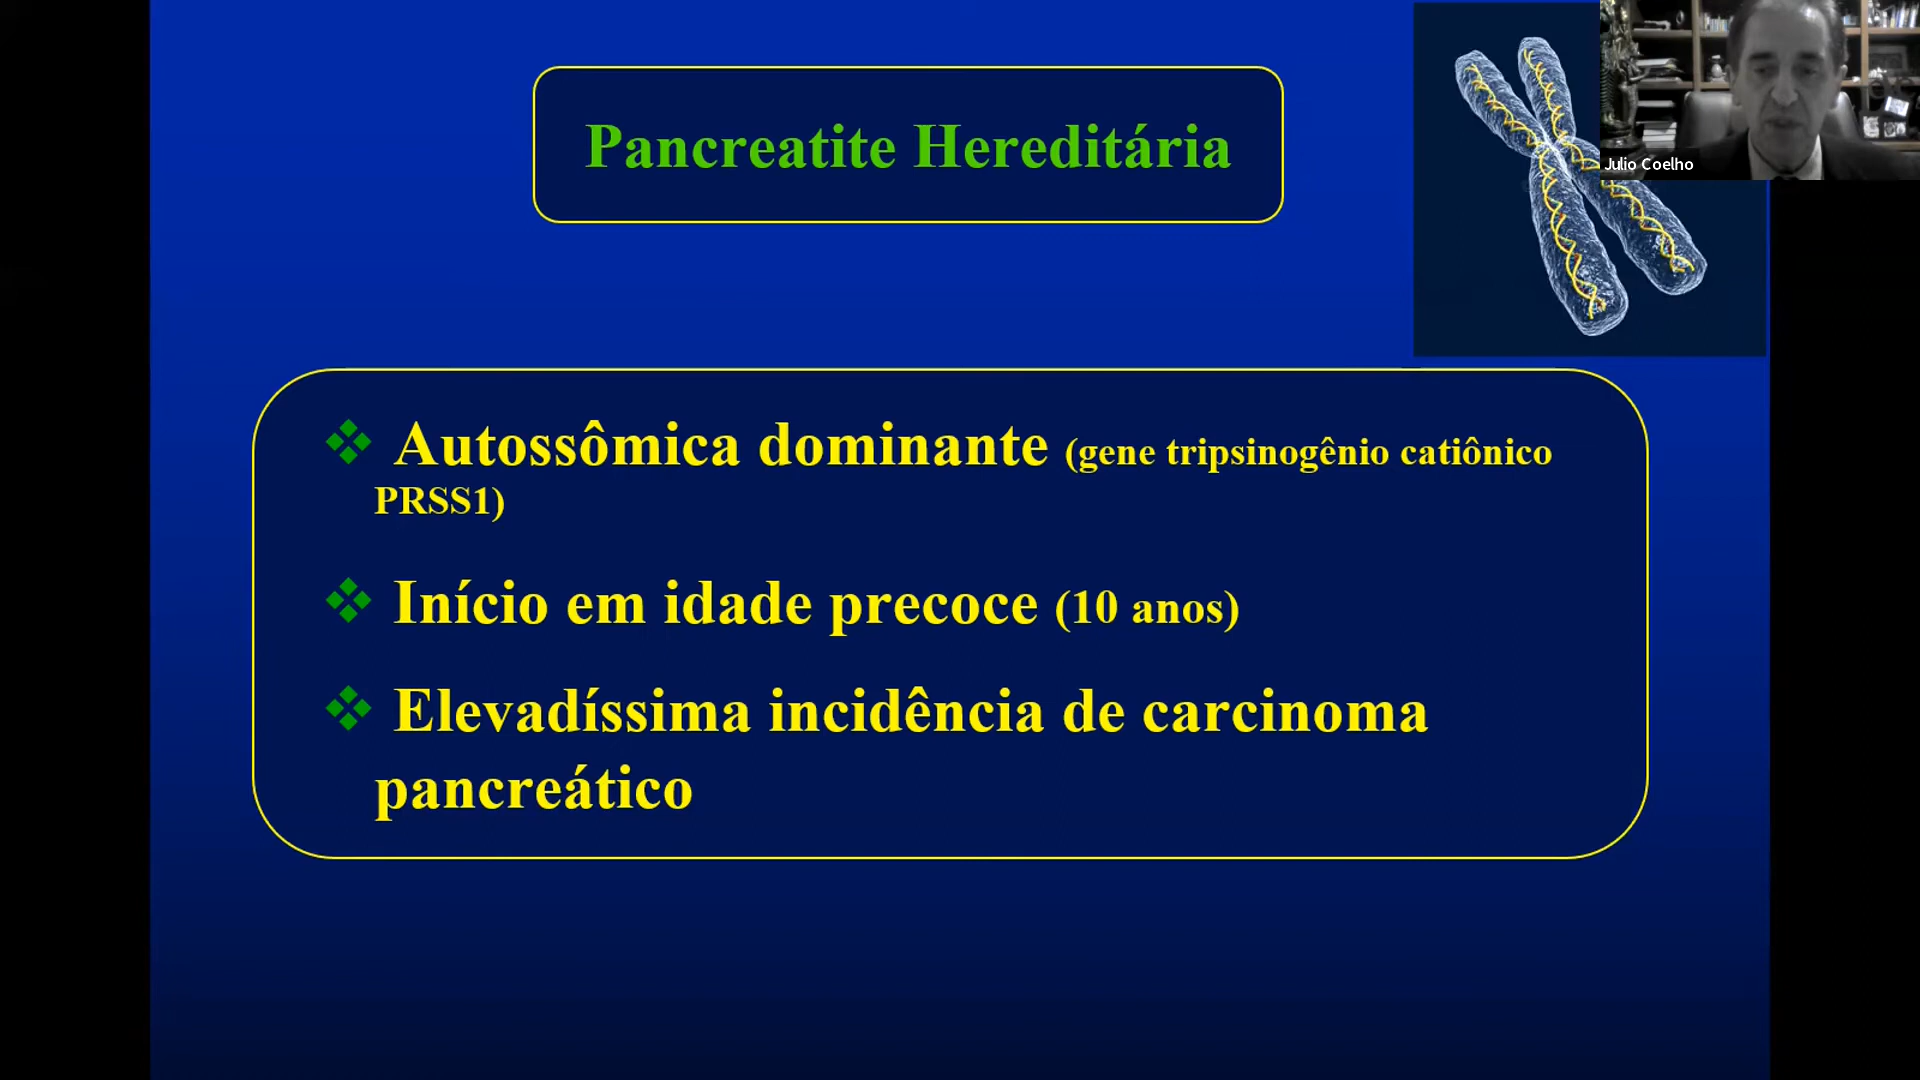 Pancreatite Hereditária
Julio Coelho
Autossômica dominante (gene tripsinogênio catiônico
PRSS1)
Início em idade precoce (10 anos)
Elevadíssima incidência de carcinoma
pancreático